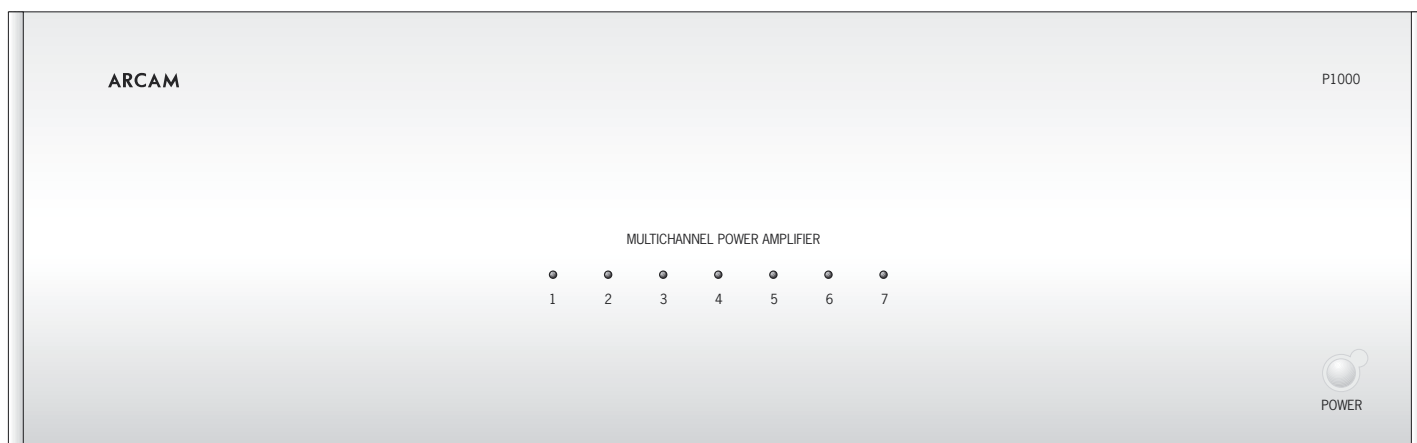 ARCAM
P1000
MULTICHANNEL POWER AMPLIFIER
1 2 3 4 5 6 7
POWER